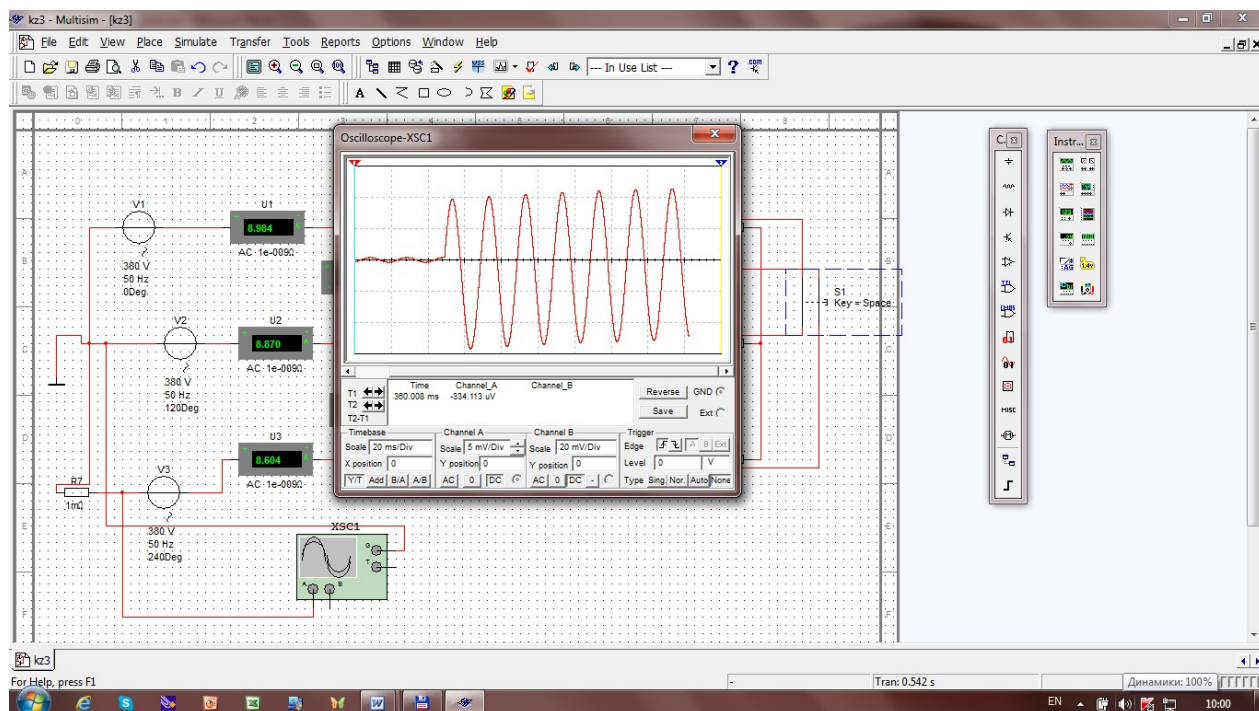 kz3 - Multisim - [kz3]
File Edit View Place Simulate Transfer Tools Reports Options Window Help
--- In Use List ---
B I U A
0 1 2 8
A
B
C
D
E
F
V1
380 V
50 Hz
0Deg
U1
8.984
AC 1e-009Ω
V2
380 V
50 Hz
120Deg
U2
8.870
AC 1e-009Ω
V3
380 V
50 Hz
240Deg
U3
8.604
AC 1e-009Ω
R7
1mΩ
XSC1
G
T
A B
S1
Key = Space
Oscilloscope-XSC1
Time Channel_A Channel_B
T1 360.008 ms -334.113 uV
T2
T2-T1
Reverse GND
Save Ext
Timebase
Scale 20 ms/Div
X position 0
Y/T Add B/A A/B
Channel A
Scale 5 mV/Div
Y position 0
AC 0 DC
Channel B
Scale 20 mV/Div
Y position 0
AC 0 DC -
Trigger
Edge A B Ext
Level 0 V
Type Sing. Nor. Auto None
C..
MISC
Instr...
kz3
For Help, press F1
-
Tran: 0.542 s
Динамики: 100%
EN
10:00